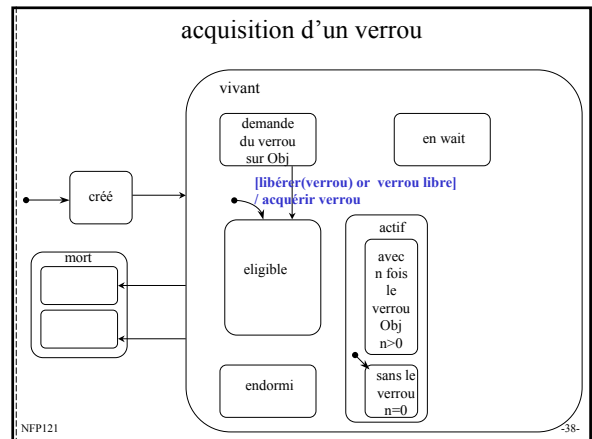 acquisition d’un verrou
vivant
demande
du verrou
sur Obj
en wait
[libérer(verrou) or verrou libre]
/ acquérir verrou
créé
actif
mort
eligible
avec
n fois
le
verrou
Obj
n>0
endormi
sans le
verrou
n=0
NFP121
-38-